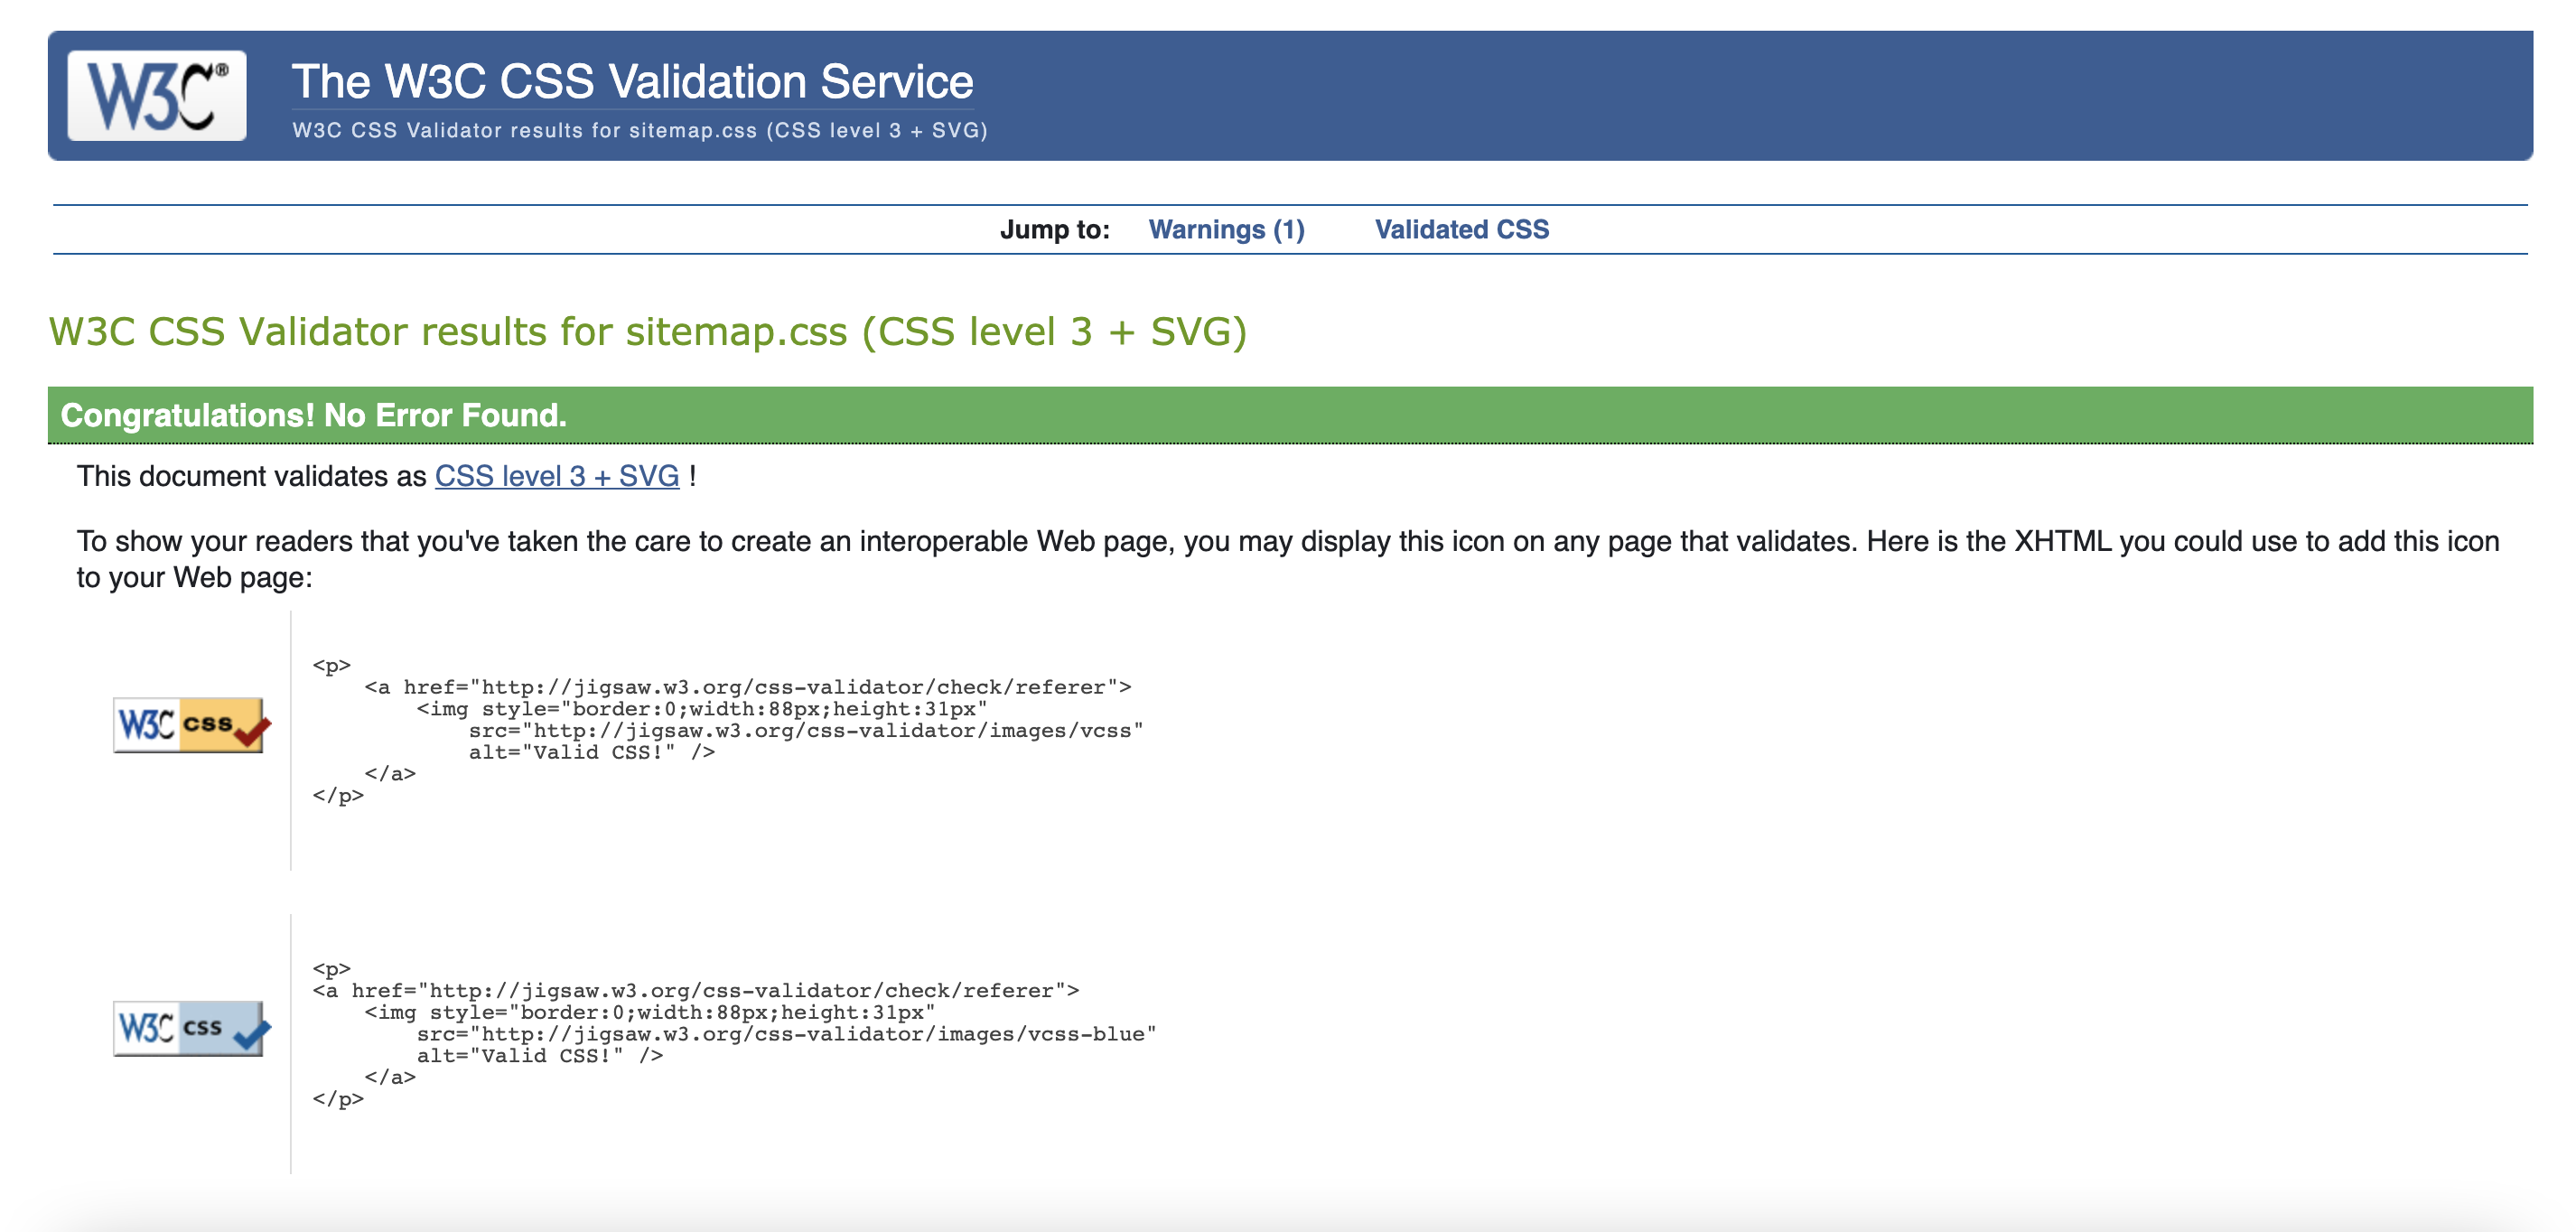 W3C®
The W3C CSS Validation Service
W3C CSS Validator results for sitemap.css (CSS level 3 + SVG)
Jump to: Warnings (1) Validated CSS
W3C CSS Validator results for sitemap.css (CSS level 3 + SVG)
Congratulations! No Error Found.
This document validates as CSS level 3 + SVG !
To show your readers that you've taken the care to create an interoperable Web page, you may display this icon on any page that validates. Here is the XHTML you could use to add this icon
to your Web page:
W3C css
<p>
    <a href="http://jigsaw.w3.org/css-validator/check/referer">
        <img style="border:0;width:88px;height:31px"
            src="http://jigsaw.w3.org/css-validator/images/vcss"
            alt="Valid CSS!" />
    </a>
</p>
W3C css
<p>
<a href="http://jigsaw.w3.org/css-validator/check/referer">
    <img style="border:0;width:88px;height:31px"
        src="http://jigsaw.w3.org/css-validator/images/vcss-blue"
        alt="Valid CSS!" />
    </a>
</p>